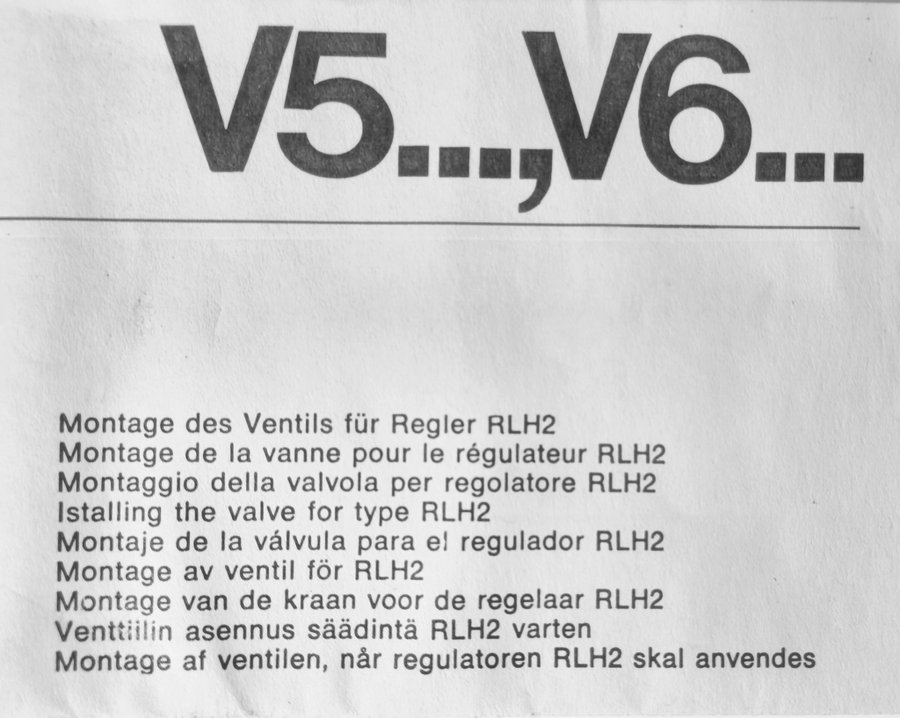 V5...,V6...
Montage des Ventils für Regler RLH2
Montage de la vanne pour le régulateur RLH2
Montaggio della valvola per regolatore RLH2
Istalling the valve for type RLH2
Montaje de la válvula para el regulador RLH2
Montage av ventil för RLH2
Montage van de kraan voor de regelaar RLH2
Venttiilin asennus säädintä RLH2 varten
Montage af ventilen, når regulatoren RLH2 skal anvendes